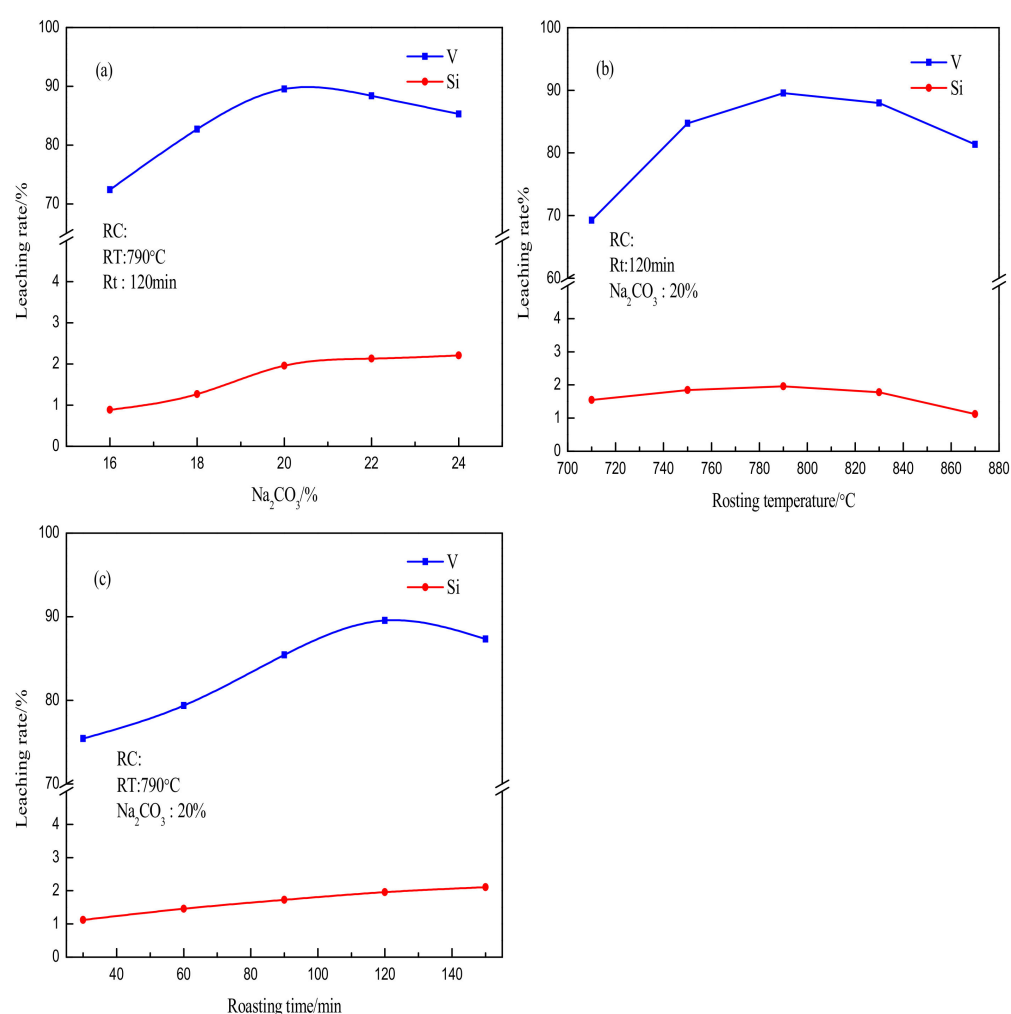 (a)
V
Si
RC:
RT:790°C
Rt : 120min
Leaching rate/%
100
90
80
70
4
3
2
1
0
16 18 20 22 24
Na₂CO₃/%
(b)
V
Si
RC:
Rt:120min
Na₂CO₃ : 20%
Leaching rate%
100
90
80
70
60
4
3
2
1
0
700 720 740 760 780 800 820 840 860 880
Rosting temperature/°C
(c)
V
Si
RC:
RT:790°C
Na₂CO₃ : 20%
Leaching rate/%
100
90
80
70
4
3
2
1
0
40 60 80 100 120 140
Roasting time/min